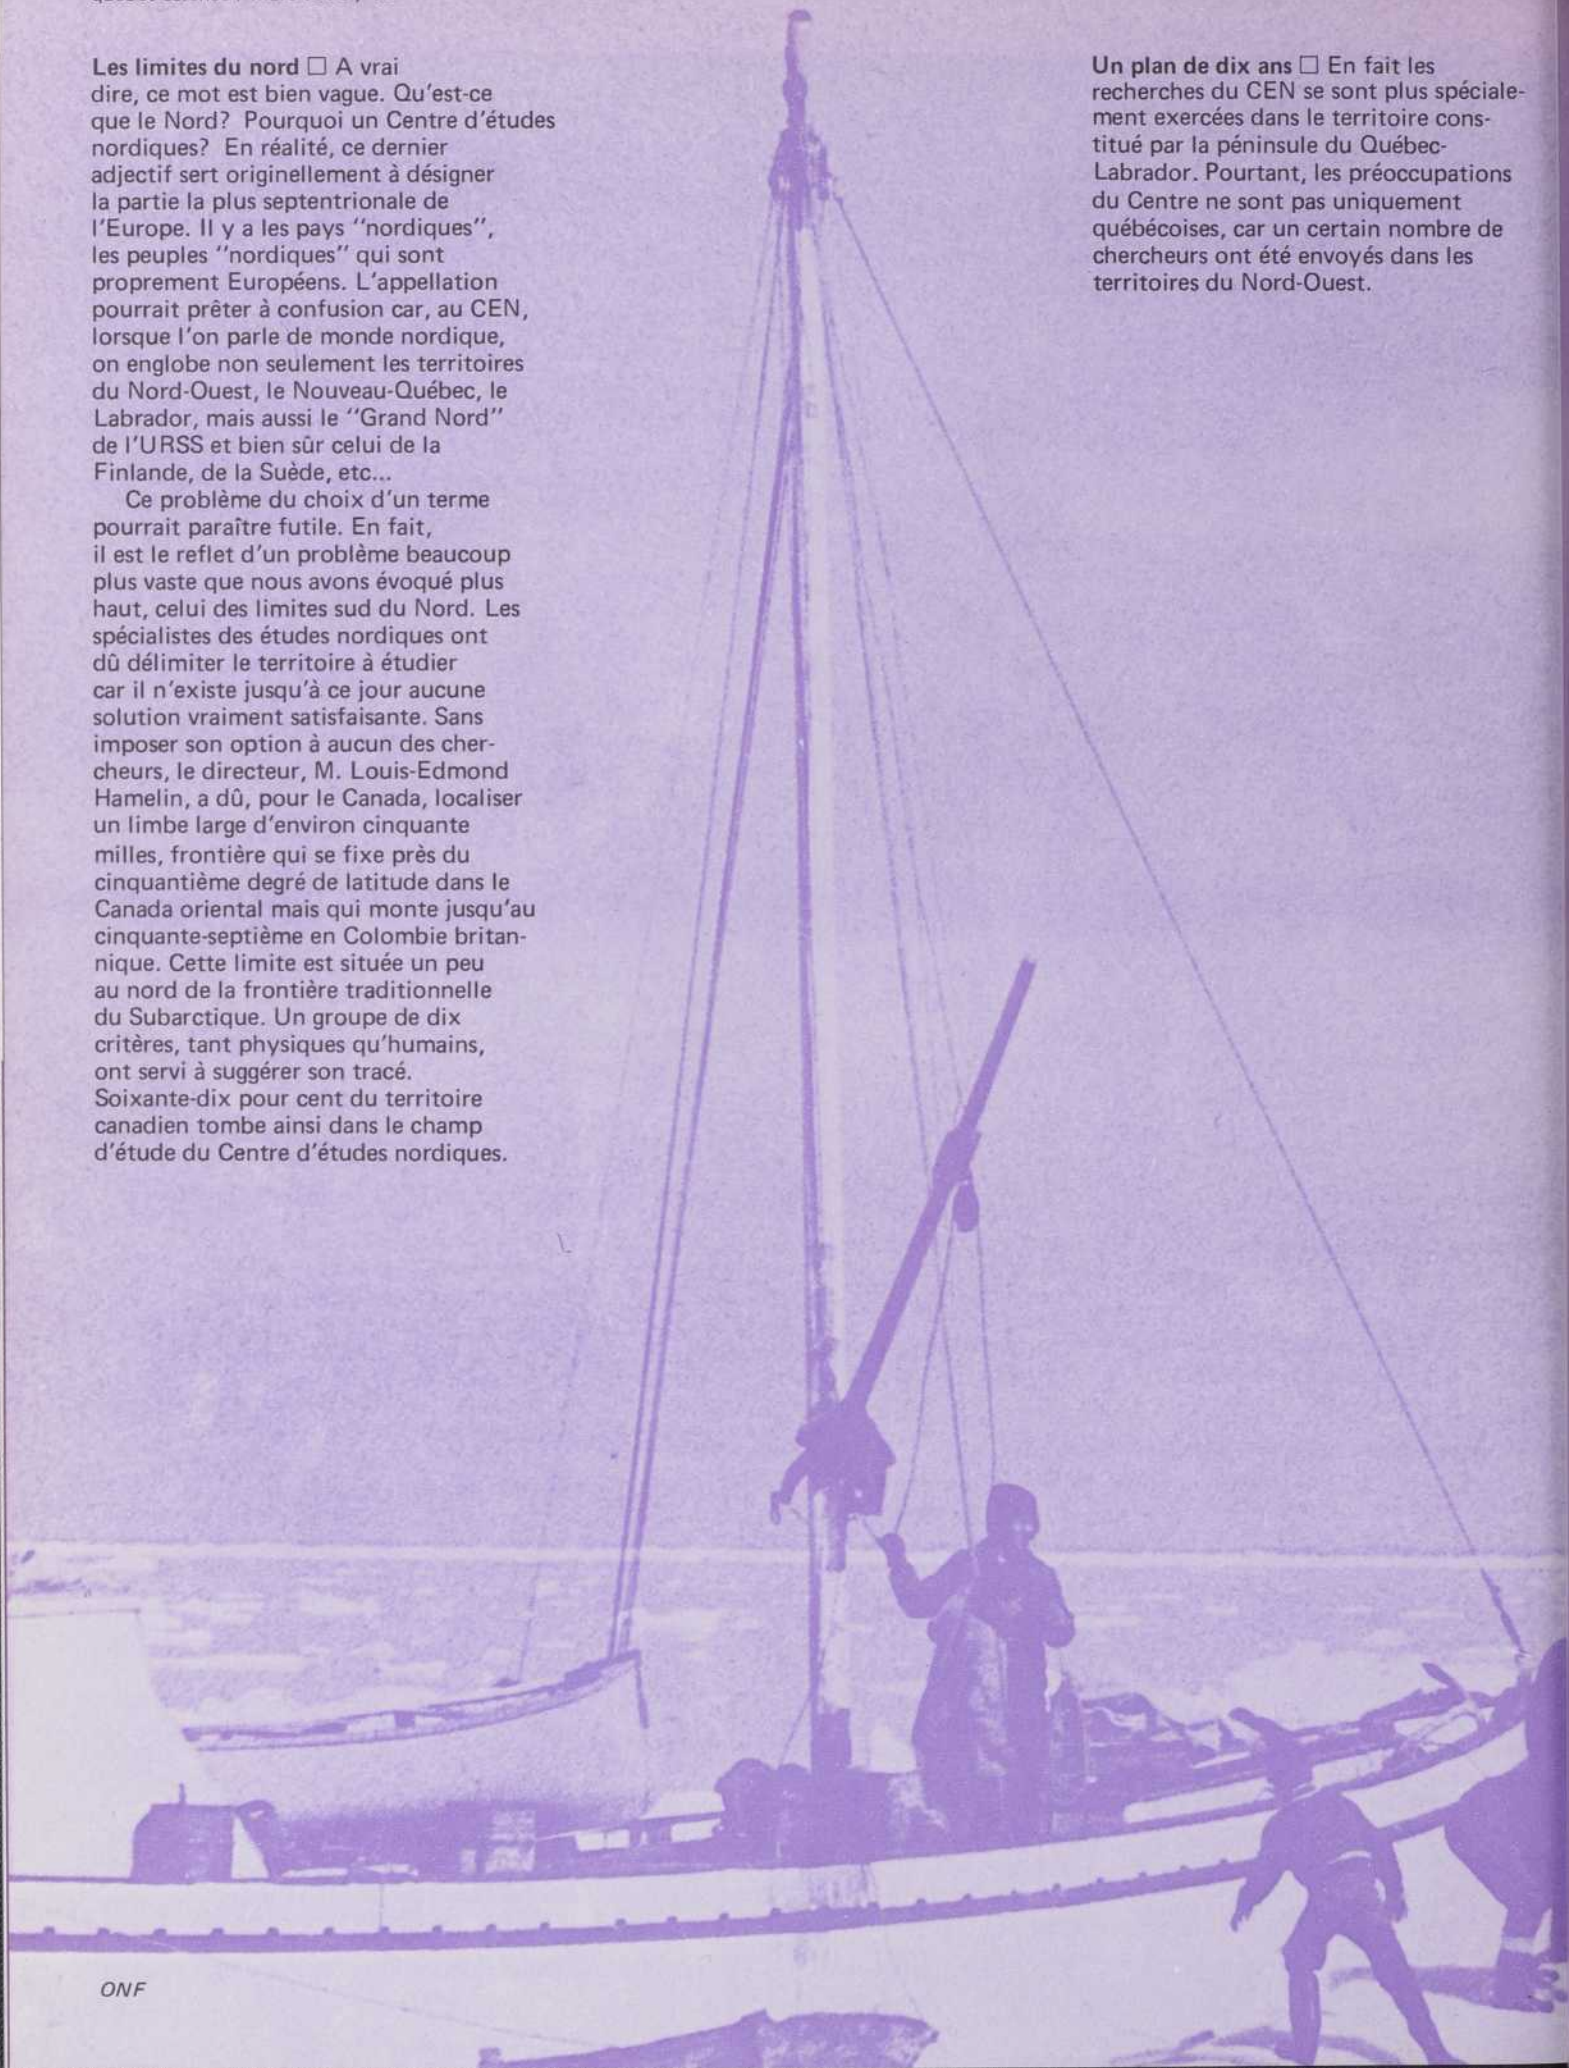 Les limites du nord □ A vrai
dire, ce mot est bien vague. Qu'est-ce
que le Nord? Pourquoi un Centre d'études
nordiques? En réalité, ce dernier
adjectif sert originellement à désigner
la partie la plus septentrionale de
l'Europe. Il y a les pays "nordiques",
les peuples "nordiques" qui sont
proprement Européens. L'appellation
pourrait prêter à confusion car, au CEN,
lorsque l'on parle de monde nordique,
on englobe non seulement les territoires
du Nord-Ouest, le Nouveau-Québec, le
Labrador, mais aussi le "Grand Nord"
de l'URSS et bien sûr celui de la
Finlande, de la Suède, etc...
Ce problème du choix d'un terme
pourrait paraître futile. En fait,
il est le reflet d'un problème beaucoup
plus vaste que nous avons évoqué plus
haut, celui des limites sud du Nord. Les
spécialistes des études nordiques ont
dû délimiter le territoire à étudier
car il n'existe jusqu'à ce jour aucune
solution vraiment satisfaisante. Sans
imposer son option à aucun des cher-
cheurs, le directeur, M. Louis-Edmond
Hamelin, a dû, pour le Canada, localiser
un limbe large d'environ cinquante
milles, frontière qui se fixe près du
cinquantième degré de latitude dans le
Canada oriental mais qui monte jusqu'au
cinquante-septième en Colombie britan-
nique. Cette limite est située un peu
au nord de la frontière traditionnelle
du Subarctique. Un groupe de dix
critères, tant physiques qu'humains,
ont servi à suggérer son tracé.
Soixante-dix pour cent du territoire
canadien tombe ainsi dans le champ
d'étude du Centre d'études nordiques.
Un plan de dix ans □ En fait les
recherches du CEN se sont plus spéciale-
ment exercées dans le territoire cons-
titué par la péninsule du Québec-
Labrador. Pourtant, les préoccupations
du Centre ne sont pas uniquement
québécoises, car un certain nombre de
chercheurs ont été envoyés dans les
territoires du Nord-Ouest.
ONF